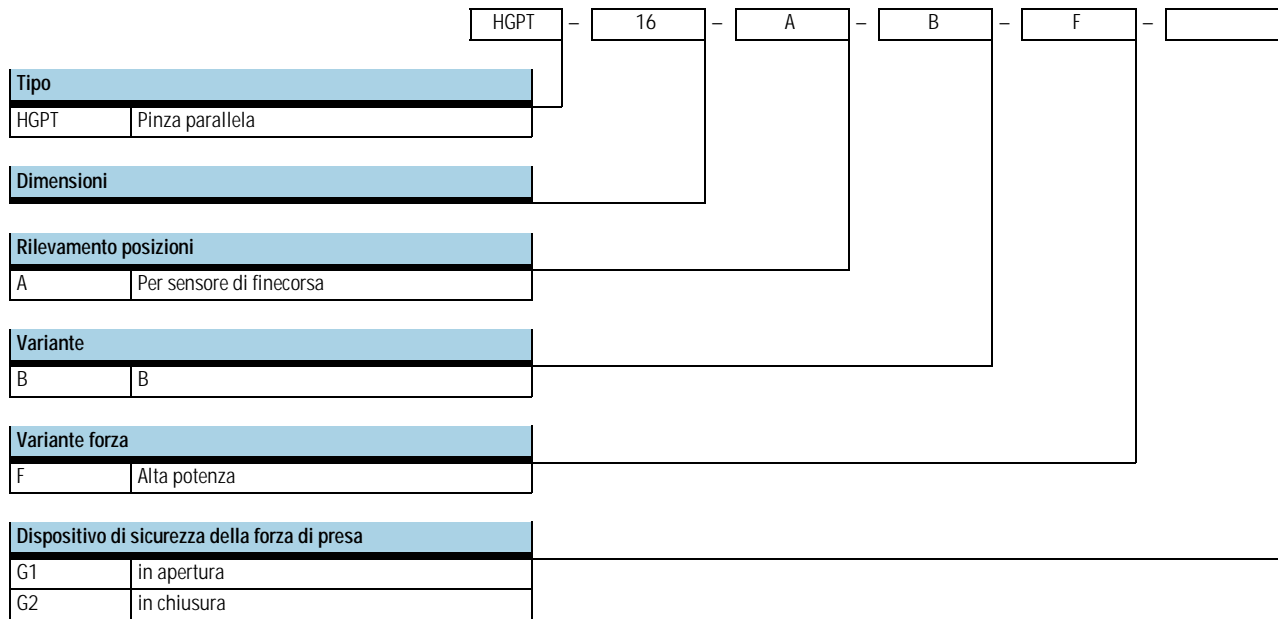 HGPT – 16 – A – B – F –
Tipo
HGPT Pinza parallela
Dimensioni
Rilevamento posizioni
A Per sensore di finecorsa
Variante
B B
Variante forza
F Alta potenza
Dispositivo di sicurezza della forza di presa
G1 in apertura
G2 in chiusura